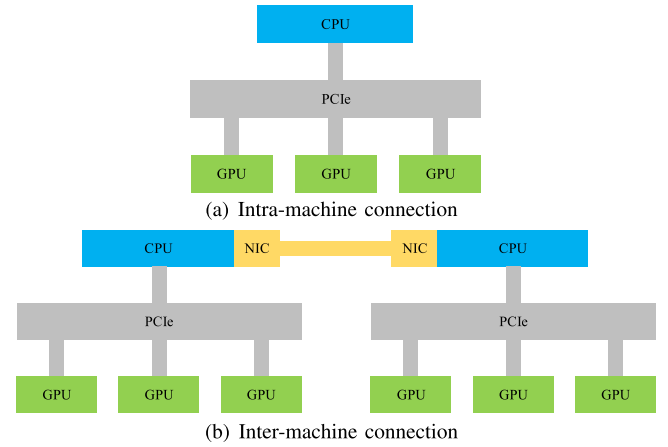 CPU
PCIe
GPU GPU GPU
(a) Intra-machine connection
CPU NIC NIC CPU
PCIe PCIe
GPU GPU GPU GPU GPU GPU
(b) Inter-machine connection